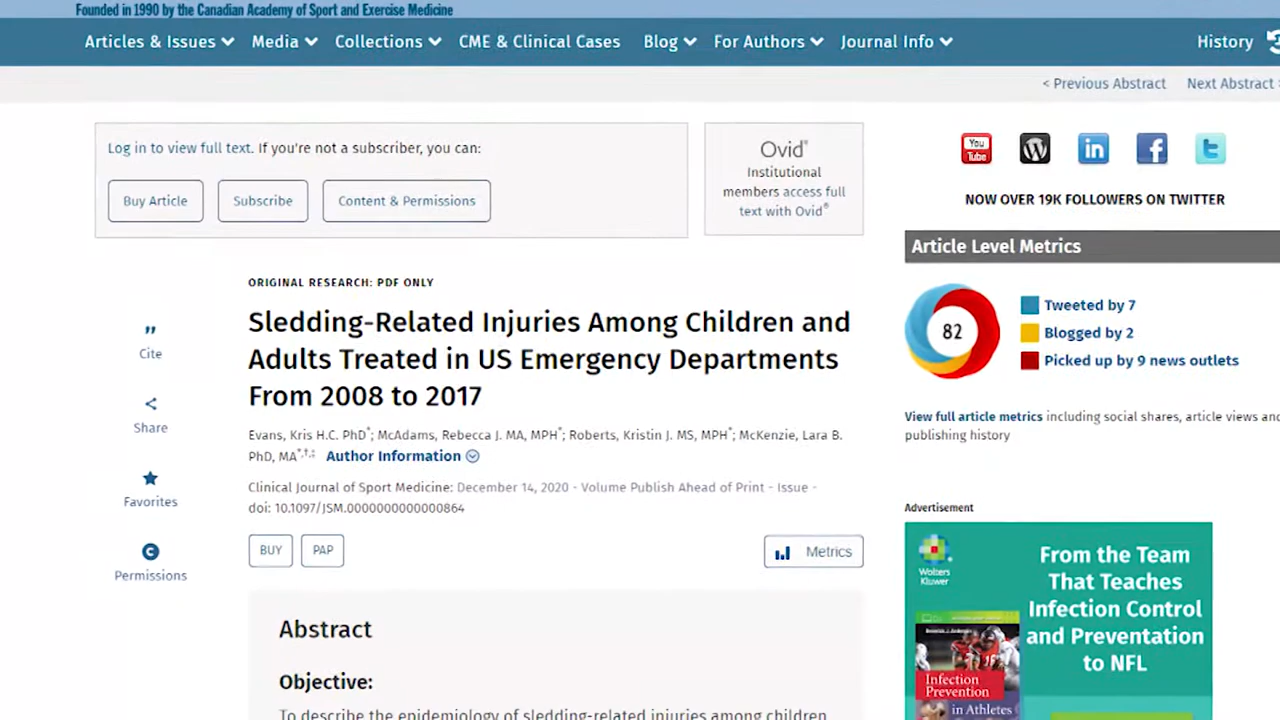 Founded in 1990 by the Canadian Academy of Sport and Exercise Medicine
Articles & Issues Media Collections CME & Clinical Cases Blog For Authors Journal Info History
< Previous Abstract Next Abstract
Log in to view full text. If you're not a subscriber, you can:
Buy Article Subscribe Content & Permissions
Ovid®
Institutional
members access full
text with Ovid®
You
Tube
NOW OVER 19K FOLLOWERS ON TWITTER
ORIGINAL RESEARCH: PDF ONLY
Sledding-Related Injuries Among Children and
Adults Treated in US Emergency Departments
From 2008 to 2017
Evans, Kris H.C. PhD*; McAdams, Rebecca J. MA, MPH*; Roberts, Kristin J. MS, MPH*; McKenzie, Lara B.
PhD, MA*,†,‡ Author Information
Clinical Journal of Sport Medicine: December 14, 2020 - Volume Publish Ahead of Print - Issue -
doi: 10.1097/JSM.0000000000000864
BUY PAP Metrics
Cite
Share
Favorites
Permissions
Abstract
Objective:
To describe the epidemiology of sledding-related injuries among children
Article Level Metrics
82
Tweeted by 7
Blogged by 2
Picked up by 9 news outlets
View full article metrics including social shares, article views and
publishing history
Advertisement
Wolters
Kluwer
From the Team
That Teaches
Infection Control
and Preventation
to NFL
Infection
Prevention
in Athletes